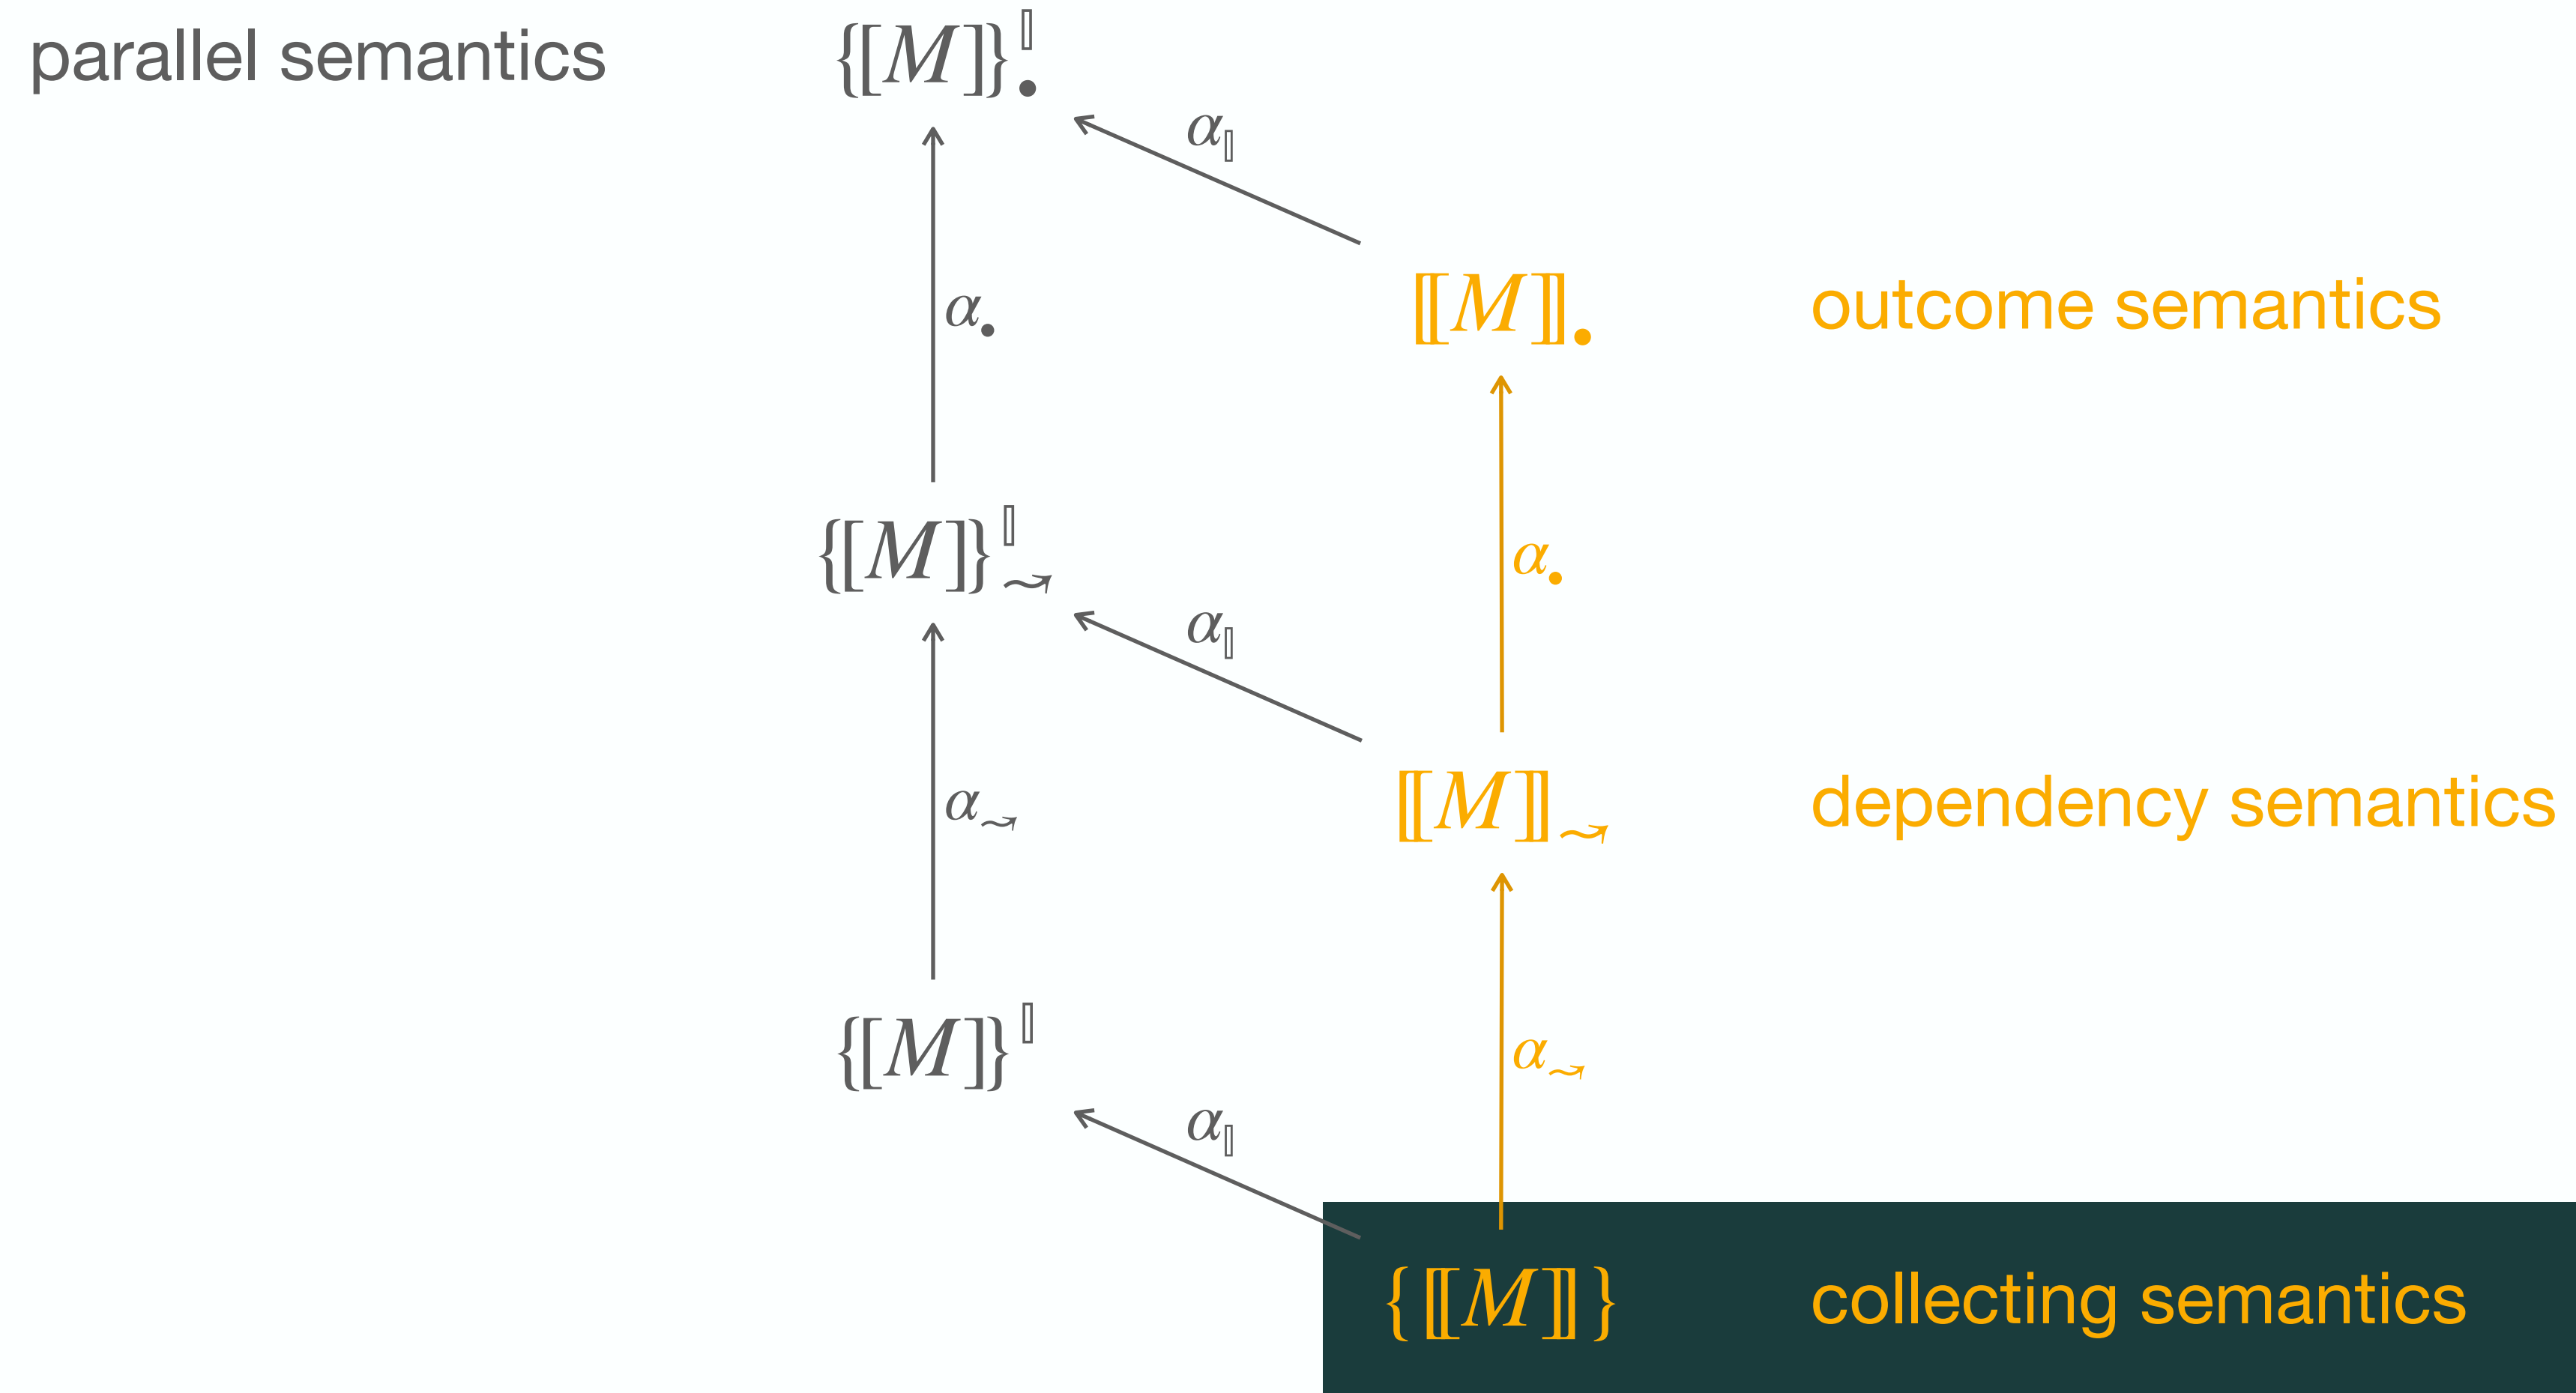 parallel semantics {[M]}•⫿
α⫿
⟦M⟧• outcome semantics
α•
α•
{[M]}⤳⫿
α⫿
⟦M⟧⤳ dependency semantics
α⤳
{[M]}⫿
α⤳
α⫿
{⟦M⟧} collecting semantics